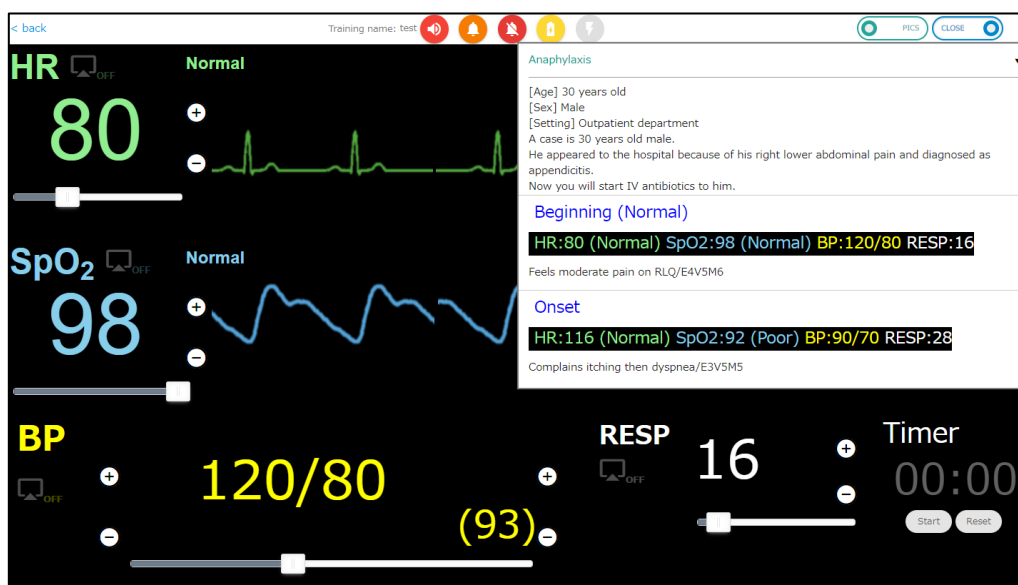 < back
Training name: test
PICS
CLOSE
HR
OFF
Normal
80
+
−
SpO2
OFF
Normal
98
+
−
Anaphylaxis
[Age] 30 years old
[Sex] Male
[Setting] Outpatient department
A case is 30 years old male.
He appeared to the hospital because of his right lower abdominal pain and diagnosed as
appendicitis.
Now you will start IV antibiotics to him.
Beginning (Normal)
HR:80 (Normal) SpO2:98 (Normal) BP:120/80 RESP:16
Feels moderate pain on RLQ/E4V5M6
Onset
HR:116 (Normal) SpO2:92 (Poor) BP:90/70 RESP:28
Complains itching then dyspnea/E3V5M5
BP
OFF
+
−
120/80
(93)
+
−
RESP
OFF
16
+
−
Timer
00:00
Start
Reset